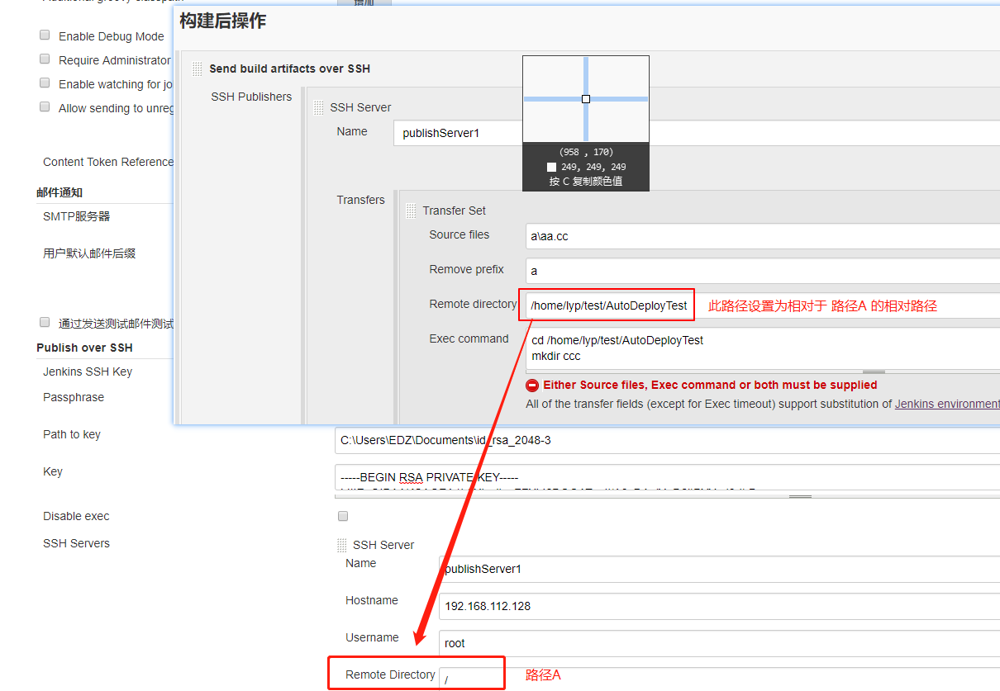 Additional groovy classpath
增加
构建后操作
Enable Debug Mode
Require Administrator
Enable watching for jo
Allow sending to unreg
Content Token Reference
邮件通知
SMTP服务器
用户默认邮件后缀
通过发送测试邮件测试
Send build artifacts over SSH
SSH Publishers
SSH Server
Name
publishServer1
(958 , 170)
249, 249, 249
按 C 复制颜色值
Transfers
Transfer Set
Source files
a\aa.cc
Remove prefix
a
Remote directory
/home/lyp/test/AutoDeployTest
此路径设置为相对于 路径A 的相对路径
Exec command
cd /home/lyp/test/AutoDeployTest
mkdir ccc
Either Source files, Exec command or both must be supplied
All of the transfer fields (except for Exec timeout) support substitution of Jenkins environment
Publish over SSH
Jenkins SSH Key
Passphrase
Path to key
C:\Users\EDZ\Documents\id_rsa_2048-3
Key
-----BEGIN RSA PRIVATE KEY-----
Disable exec
SSH Servers
SSH Server
Name
publishServer1
Hostname
192.168.112.128
Username
root
Remote Directory
/
路径A